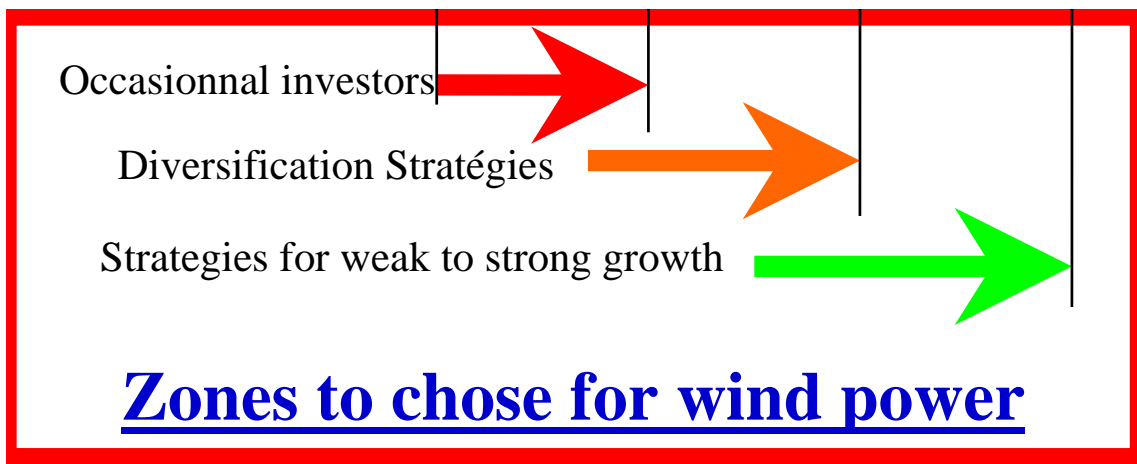 Occasionnal investors
Diversification Stratégies
Strategies for weak to strong growth
Zones to chose for wind power